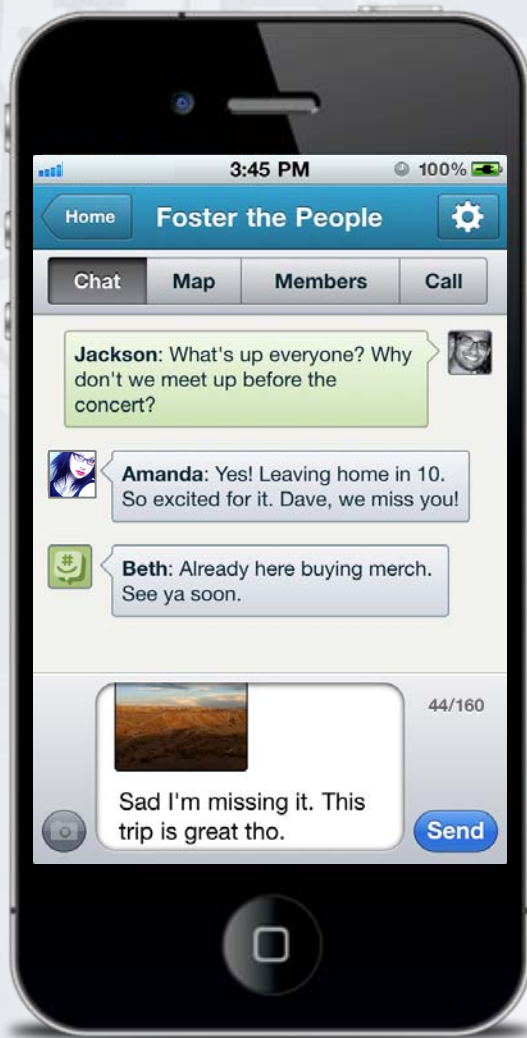 3:45 PM
100%
Home
Foster the People
Chat
Map
Members
Call
Jackson: What's up everyone? Why
don't we meet up before the
concert?
Amanda: Yes! Leaving home in 10.
So excited for it. Dave, we miss you!
#
Beth: Already here buying merch.
See ya soon.
44/160
Sad I'm missing it. This
trip is great tho.
Send